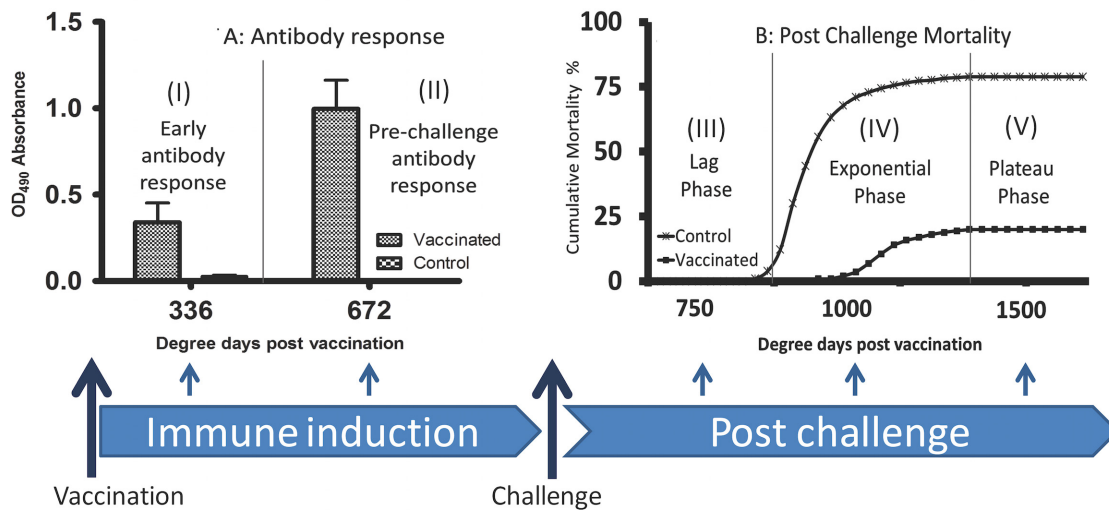 A: Antibody response
1.5
1.0
0.5
0.0
OD490 Absorbance
(I)
Early
antibody
response
(II)
Pre-challenge
antibody
response
Vaccinated
Control
336
672
Degree days post vaccination
B: Post Challenge Mortality
100
75
50
25
0
Cumulative Mortality %
(III)
Lag
Phase
(IV)
Exponential
Phase
(V)
Plateau
Phase
Control
Vaccinated
750
1000
1500
Degree days post vaccination
Immune induction
Post challenge
Vaccination
Challenge